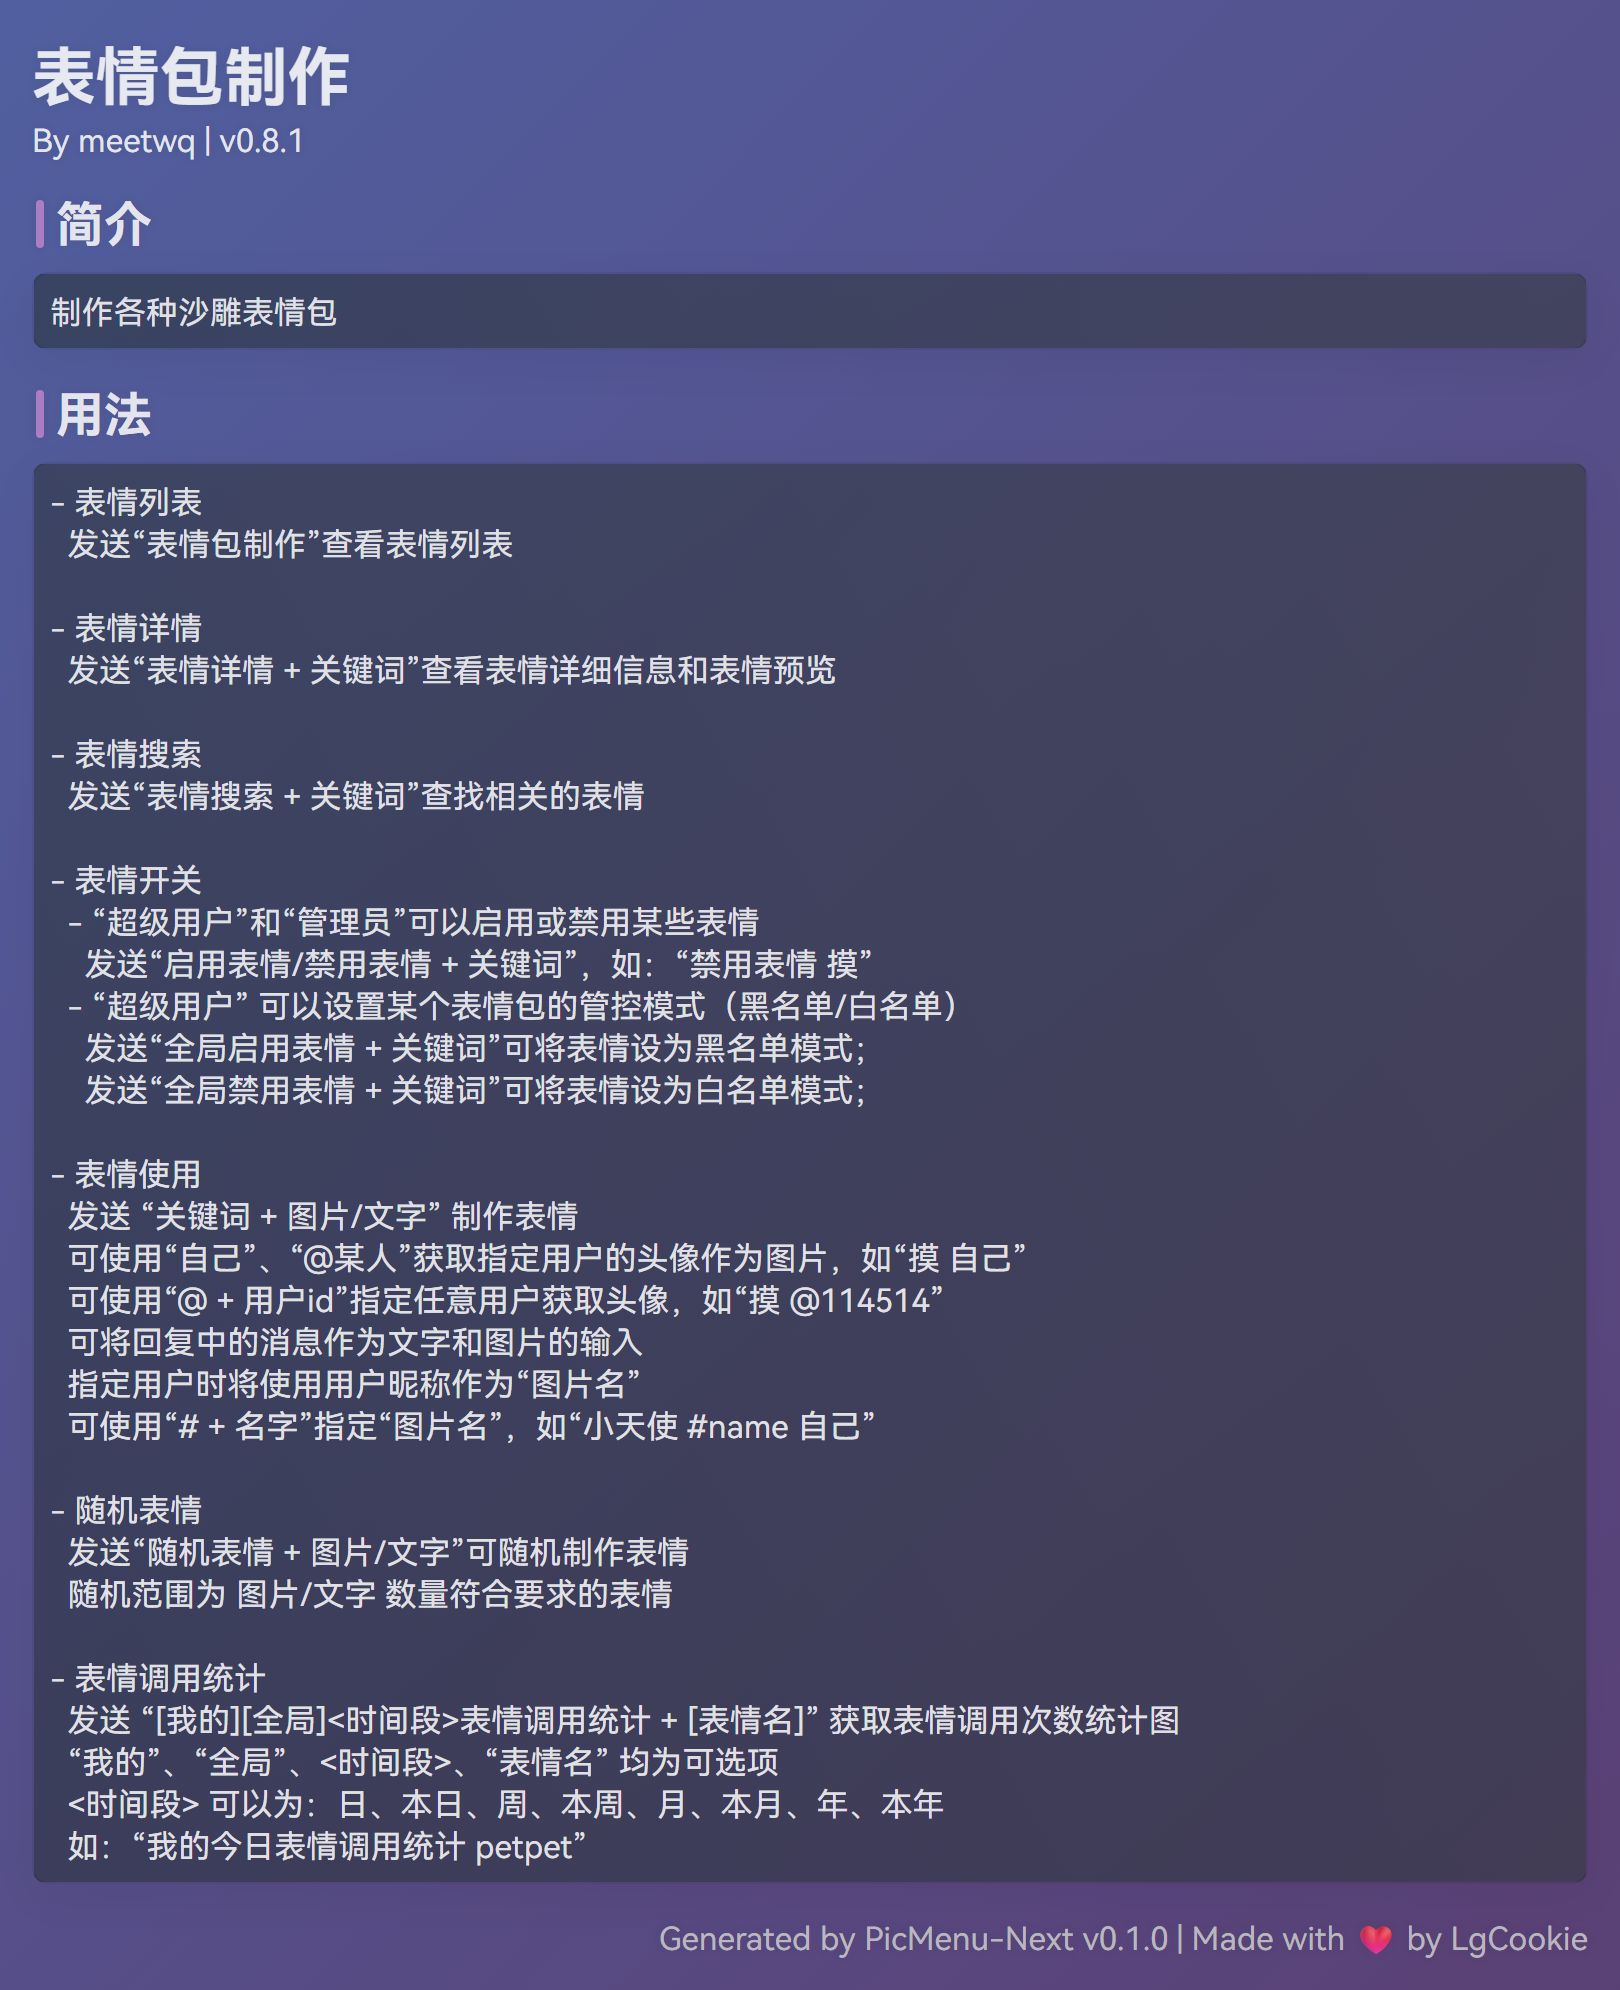 表情包制作
By meetwq | v0.8.1
简介
制作各种沙雕表情包
用法
- 表情列表
发送“表情包制作”查看表情列表
- 表情详情
发送“表情详情 + 关键词”查看表情详细信息和表情预览
- 表情搜索
发送“表情搜索 + 关键词”查找相关的表情
- 表情开关
- “超级用户”和“管理员”可以启用或禁用某些表情
发送“启用表情/禁用表情 + 关键词”，如：“禁用表情 摸”
- “超级用户” 可以设置某个表情包的管控模式（黑名单/白名单）
发送“全局启用表情 + 关键词”可将表情设为黑名单模式；
发送“全局禁用表情 + 关键词”可将表情设为白名单模式；
- 表情使用
发送 “关键词 + 图片/文字” 制作表情
可使用“自己”、“@某人”获取指定用户的头像作为图片，如“摸 自己”
可使用“@ + 用户id”指定任意用户获取头像，如“摸 @114514”
可将回复中的消息作为文字和图片的输入
指定用户时将使用用户昵称作为“图片名”
可使用“# + 名字”指定“图片名”，如“小天使 #name 自己”
- 随机表情
发送“随机表情 + 图片/文字”可随机制作表情
随机范围为 图片/文字 数量符合要求的表情
- 表情调用统计
发送 “[我的][全局]<时间段>表情调用统计 + [表情名]” 获取表情调用次数统计图
“我的”、“全局”、<时间段>、“表情名” 均为可选项
<时间段> 可以为：日、本日、周、本周、月、本月、年、本年
如：“我的今日表情调用统计 petpet”
Generated by PicMenu-Next v0.1.0 | Made with ❤️ by LgCookie